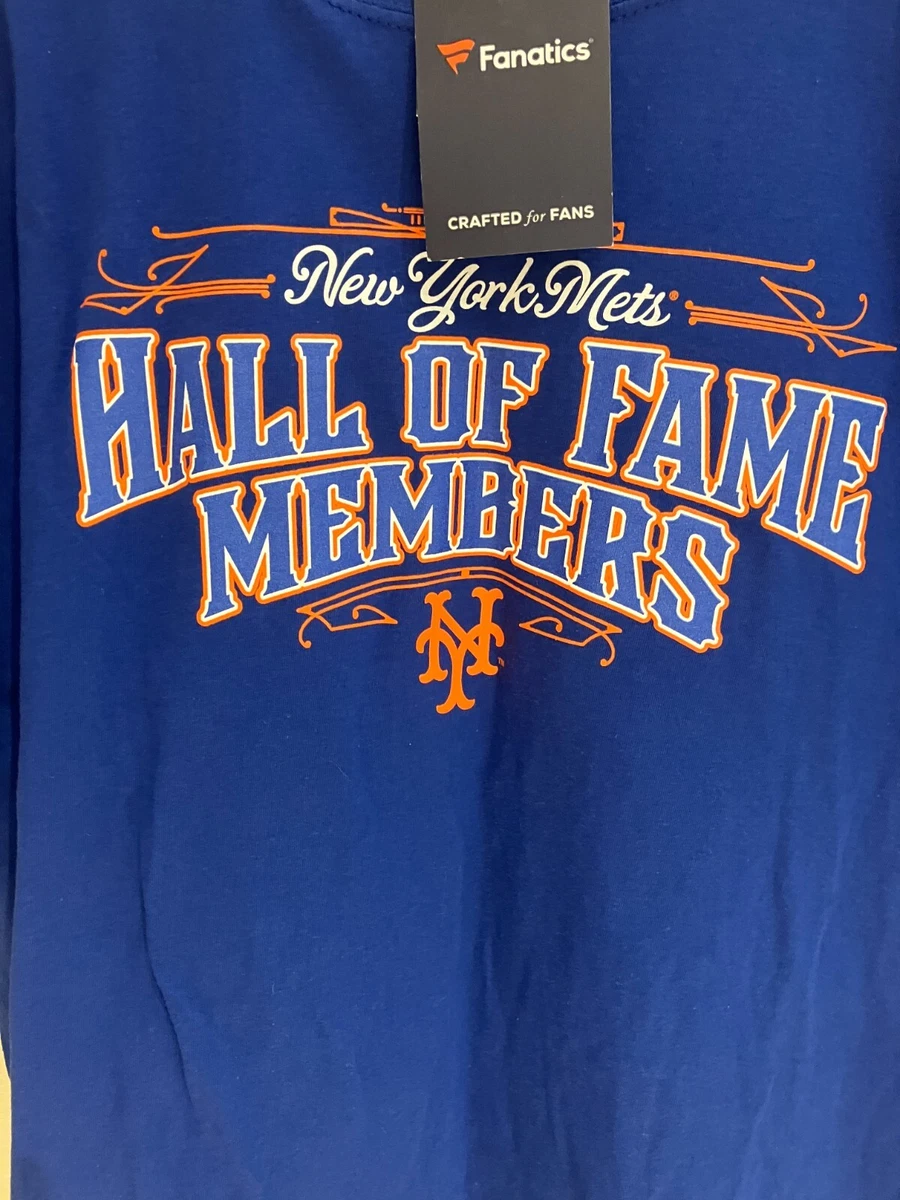 Fanatics
CRAFTED for FANS
New York Mets
HALL OF FAME
MEMBERS
NY